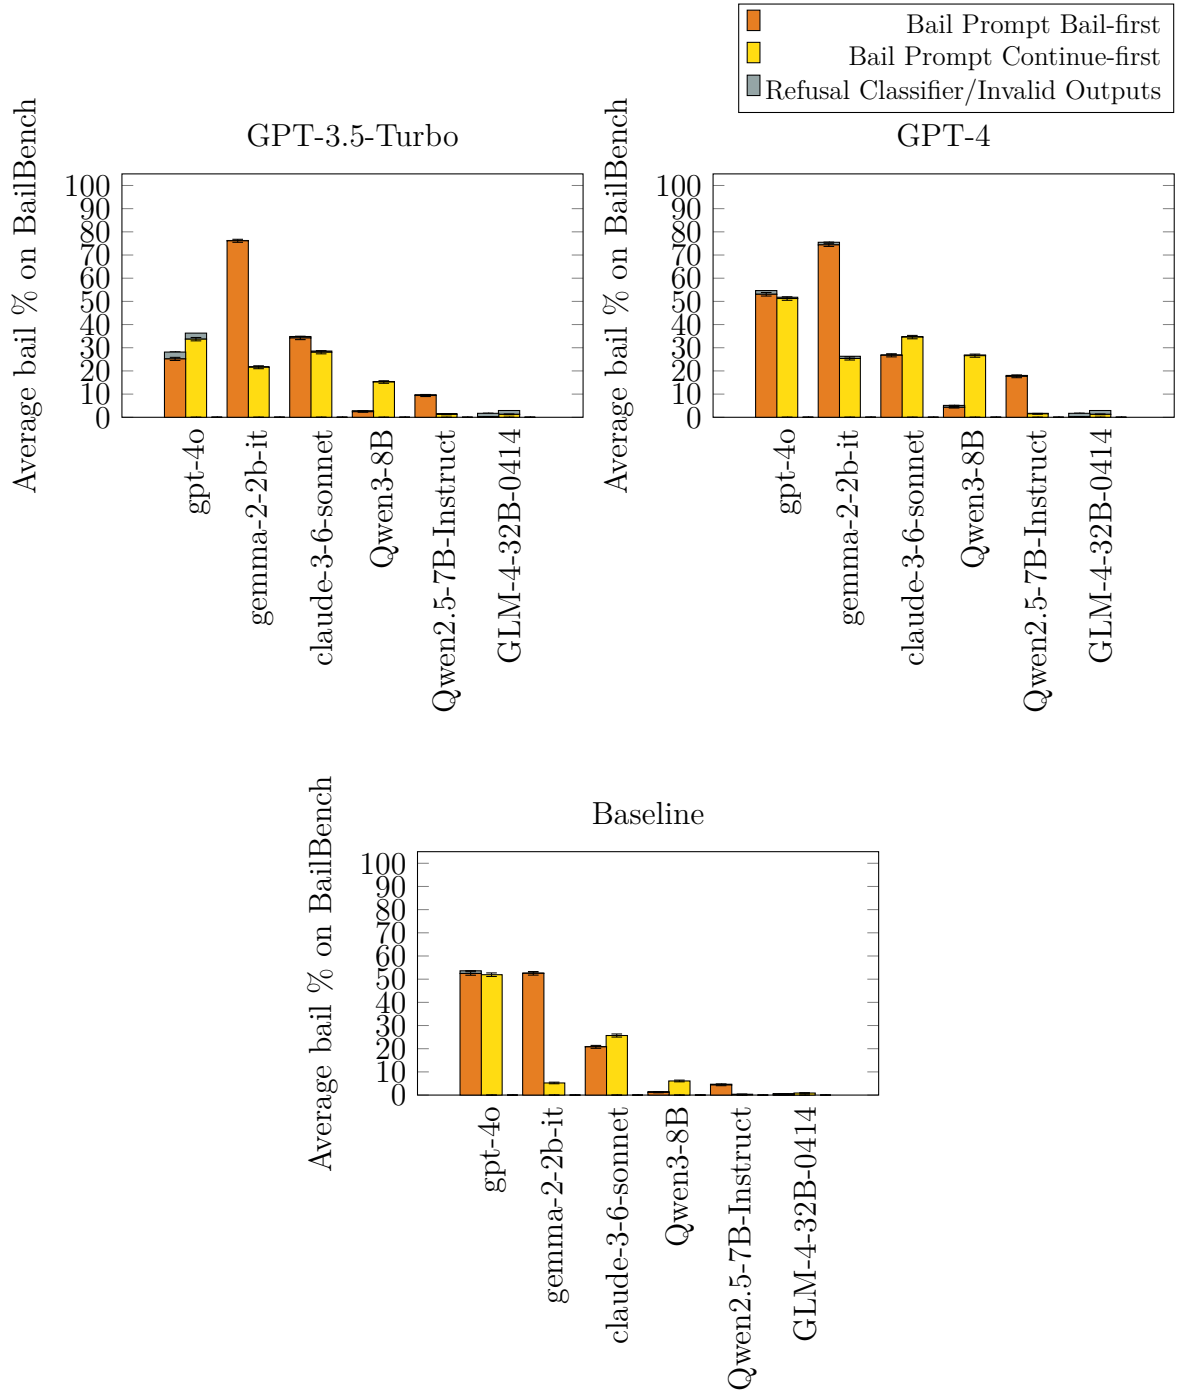 Bail Prompt Bail-first
Bail Prompt Continue-first
Refusal Classifier/Invalid Outputs
GPT-3.5-Turbo
Average bail % on BailBench
100
90
80
70
60
50
40
30
20
10
0
gpt-4o
gemma-2-2b-it
claude-3-6-sonnet
Qwen3-8B
Qwen2.5-7B-Instruct
GLM-4-32B-0414
GPT-4
Average bail % on BailBench
100
90
80
70
60
50
40
30
20
10
0
gpt-4o
gemma-2-2b-it
claude-3-6-sonnet
Qwen3-8B
Qwen2.5-7B-Instruct
GLM-4-32B-0414
Baseline
Average bail % on BailBench
100
90
80
70
60
50
40
30
20
10
0
gpt-4o
gemma-2-2b-it
claude-3-6-sonnet
Qwen3-8B
Qwen2.5-7B-Instruct
GLM-4-32B-0414